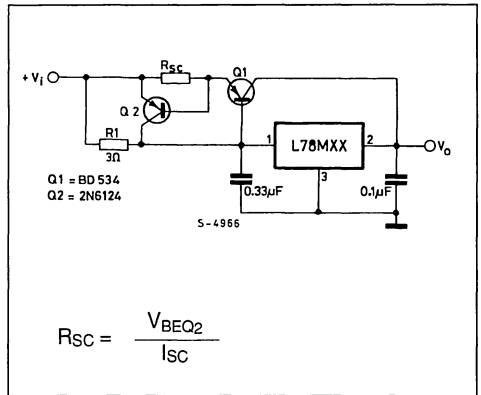 RSC
Q1
+ Vi
Q2
R1
3Ω
1
L78MXX
2
Vo
3
Q1 = BD 534
Q2 = 2N6124
0.33µF
0.1µF
S-4966
RSC = VBEQ2 / ISC